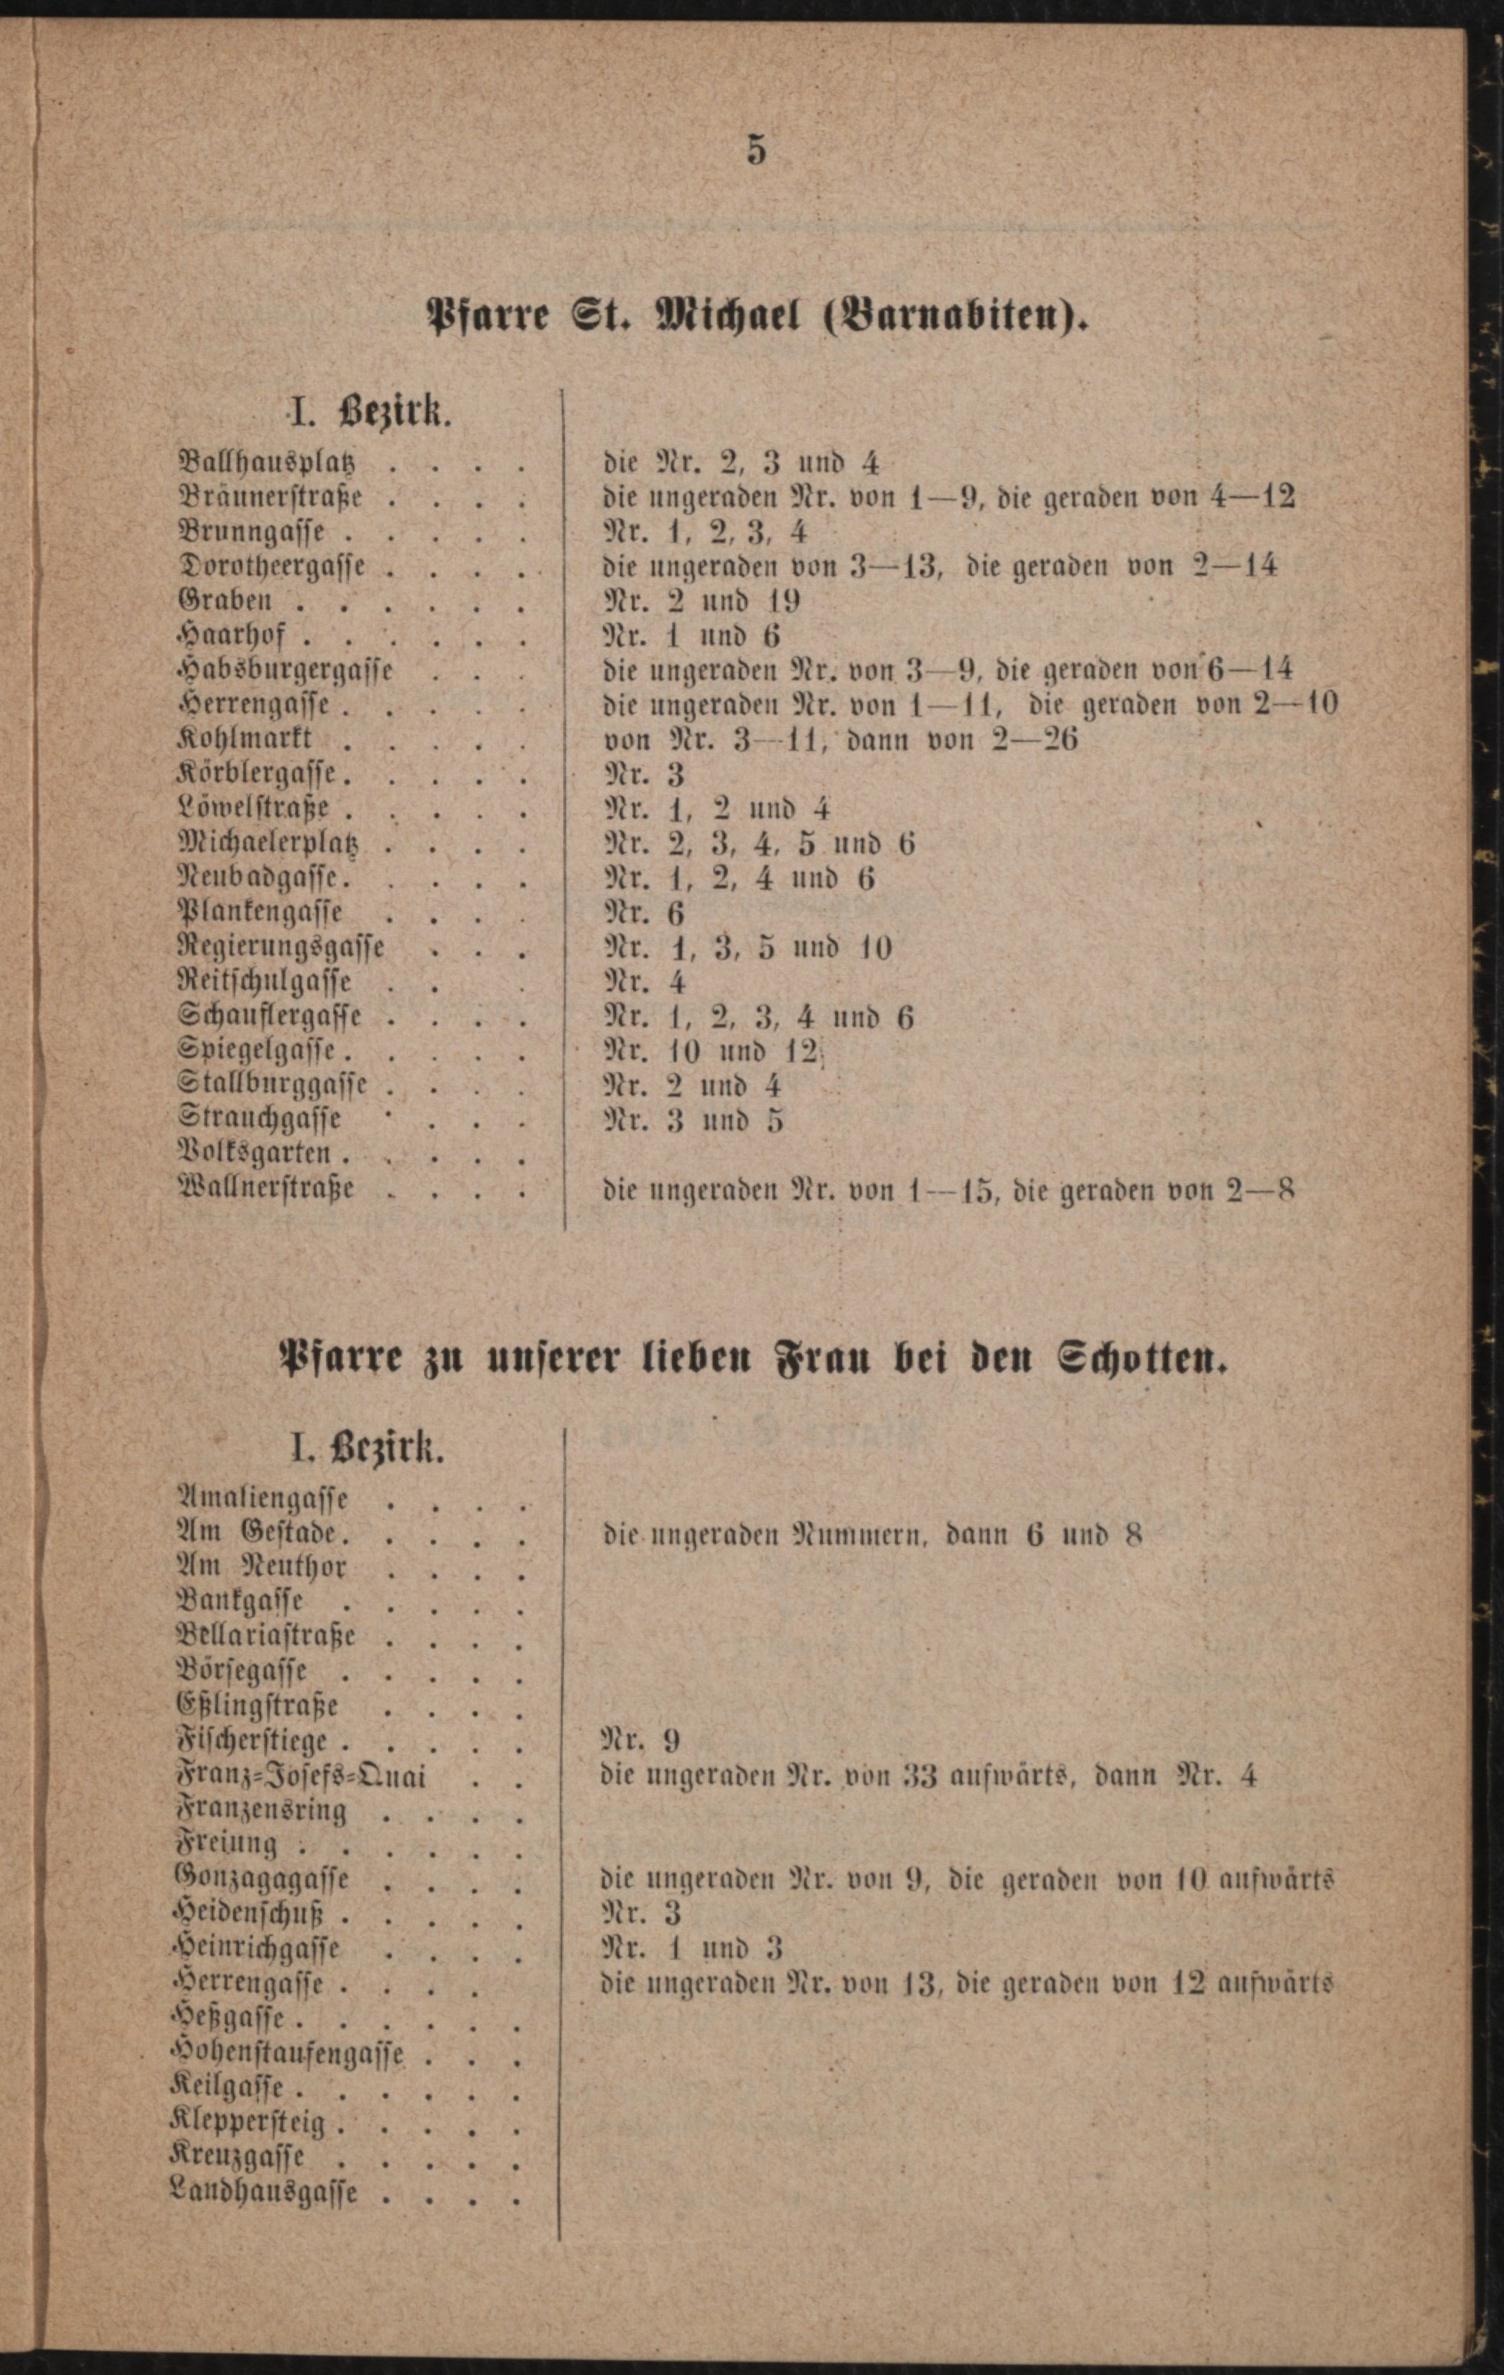 5
Pfarre St. Michael (Barnabiten).
I. Bezirk.
Ballhausplatz . . . . die Nr. 2, 3 und 4
Bräunerstraße . . . . die ungeraden Nr. von 1—9, die geraden von 4—12
Brunngasse . . . . . Nr. 1, 2, 3, 4
Dorotheergasse . . . . die ungeraden von 3—13, die geraden von 2—14
Graben . . . . . . Nr. 2 und 19
Haarhof . . . . . . Nr. 1 und 6
Habsburgergasse . . . die ungeraden Nr. von 3—9, die geraden von 6—14
Herrengasse . . . . . die ungeraden Nr. von 1—11, die geraden von 2—10
Kohlmarkt . . . . . von Nr. 3—11, dann von 2—26
Körblergasse . . . . . Nr. 3
Löwelstraße . . . . . Nr. 1, 2 und 4
Michaelerplatz . . . . Nr. 2, 3, 4, 5 und 6
Neubadgasse . . . . . Nr. 1, 2, 4 und 6
Plankengasse . . . . Nr. 6
Regierungsgasse . . . Nr. 1, 3, 5 und 10
Reitschulgasse . . . Nr. 4
Schauflergasse . . . . Nr. 1, 2, 3, 4 und 6
Spiegelgasse . . . . . Nr. 10 und 12
Stallburggasse . . . . Nr. 2 und 4
Strauchgasse . . . . Nr. 3 und 5
Volksgarten . . . . .
Wallnerstraße . . . . die ungeraden Nr. von 1—15, die geraden von 2—8
Pfarre zu unserer lieben Frau bei den Schotten.
I. Bezirk.
Amaliengasse . . . .
Am Gestade . . . . . die ungeraden Nummern, dann 6 und 8
Am Neuthor . . . .
Bankgasse . . . . .
Bellariastraße . . . .
Börsegasse . . . . .
Eßlingstraße . . . .
Fischerstiege . . . . . Nr. 9
Franz-Josefs-Quai . . die ungeraden Nr. von 33 aufwärts, dann Nr. 4
Franzensring . . . .
Freiung . . . . . .
Gonzagagasse . . . . die ungeraden Nr. von 9, die geraden von 10 aufwärts
Heidenschuß . . . . . Nr. 3
Heinrichgasse . . . . Nr. 1 und 3
Herrengasse . . . . die ungeraden Nr. von 13, die geraden von 12 aufwärts
Heßgasse . . . . . .
Hohenstaufengasse . . .
Keilgasse . . . . . .
Kleppersteig . . . . .
Kreuzgasse . . . . .
Landhausgasse . . . .